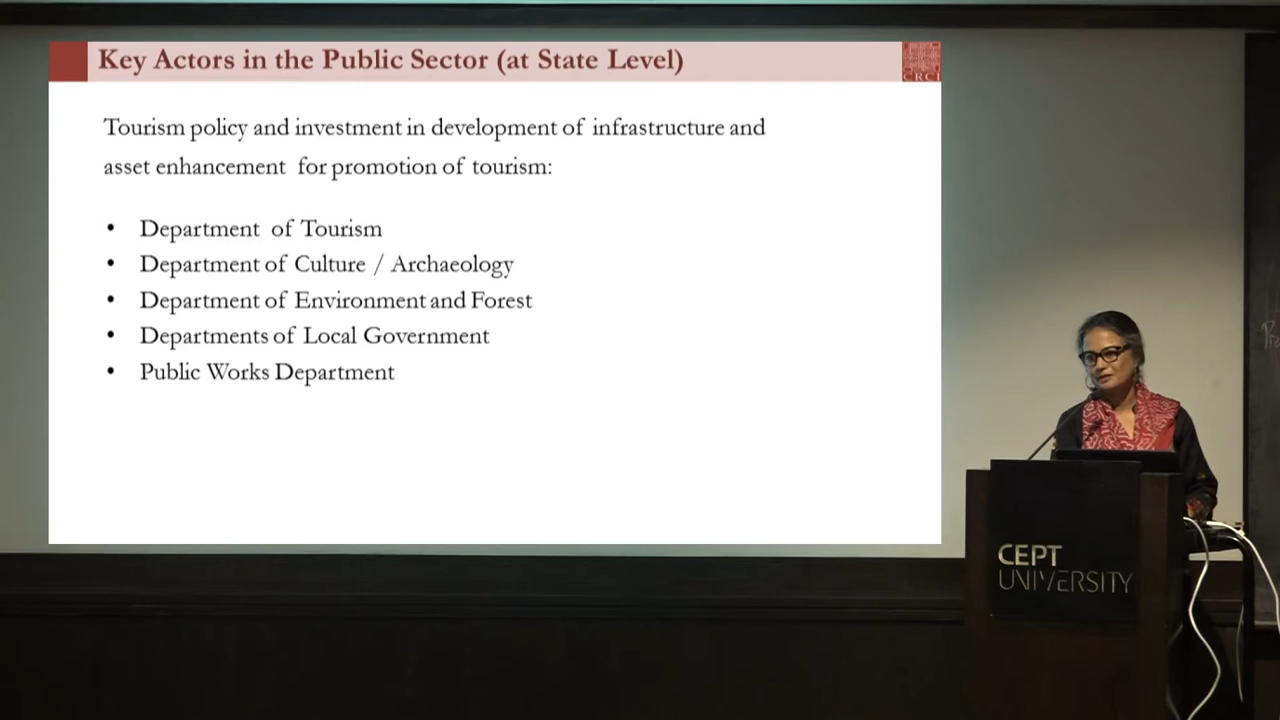 Key Actors in the Public Sector (at State Level)
CRCI
Tourism policy and investment in development of infrastructure and
asset enhancement for promotion of tourism:
• Department of Tourism
• Department of Culture / Archaeology
• Department of Environment and Forest
• Departments of Local Government
• Public Works Department
CEPT
UNIVERSITY